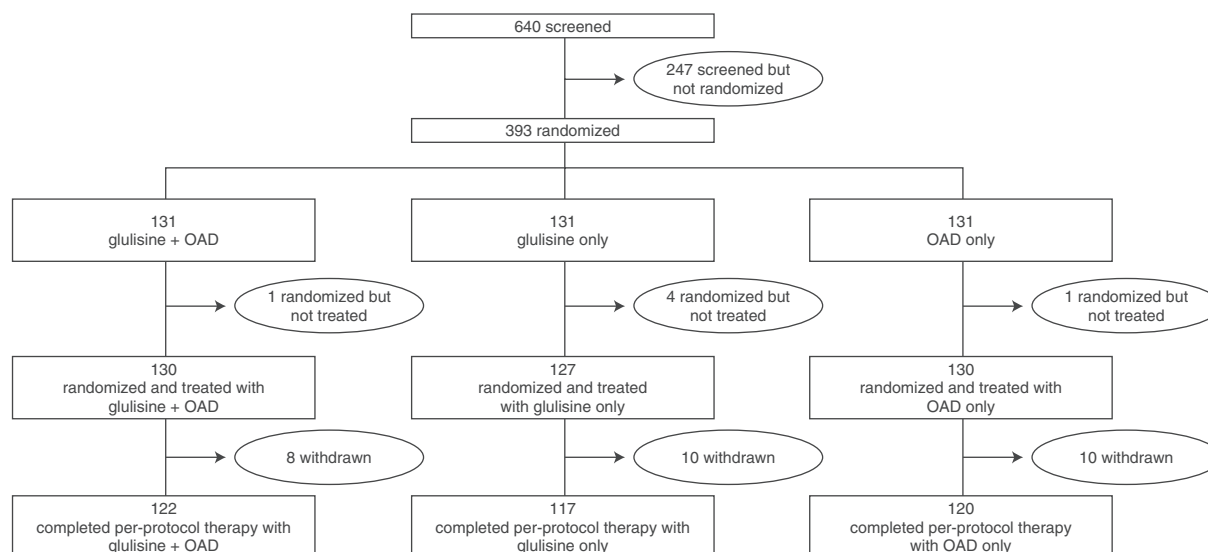 640 screened
247 screened but
not randomized
393 randomized
131
glulisine + OAD
131
glulisine only
131
OAD only
1 randomized but
not treated
4 randomized but
not treated
1 randomized but
not treated
130
randomized and treated with
glulisine + OAD
127
randomized and treated
with glulisine only
130
randomized and treated with
OAD only
8 withdrawn
10 withdrawn
10 withdrawn
122
completed per-protocol therapy with
glulisine + OAD
117
completed per-protocol therapy with
glulisine only
120
completed per-protocol therapy
with OAD only